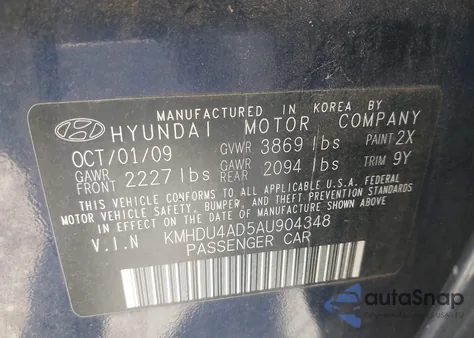 MANUFACTURED IN KOREA BY
HYUNDAI MOTOR COMPANY
OCT/01/09 GVWR 3869 lbs PAINT 2X
GAWR FRONT 2227 lbs GAWR REAR 2094 lbs TRIM 9Y
THIS VEHICLE CONFORMS TO ALL APPLICABLE U.S.A. FEDERAL
MOTOR VEHICLE SAFETY, BUMPER, AND THEFT PREVENTION STANDARDS
IN EFFECT ON THE DATE OF MANUFACTURE SHOWN ABOVE.
V.I.N KMHDU4AD5AU904348
PASSENGER CAR
autoSnap